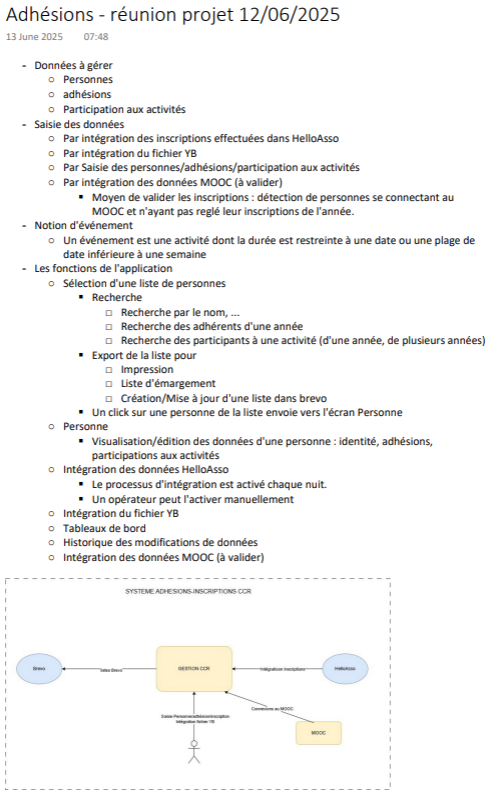 Adhésions - réunion projet 12/06/2025
13 June 2025 07:48
- Données à gérer
○ Personnes
○ adhésions
○ Participation aux activités
- Saisie des données
○ Par intégration des inscriptions effectuées dans HelloAsso
○ Par intégration du fichier YB
○ Par Saisie des personnes/adhésions/participation aux activités
○ Par intégration des données MOOC (à valider)
▪ Moyen de valider les inscriptions : détection de personnes se connectant au
MOOC et n'ayant pas reglé leur inscriptions de l'année.
- Notion d'événement
○ Un événement est une activité dont la durée est restreinte à une date ou une plage de
date inférieure à une semaine
- Les fonctions de l'application
○ Sélection d'une liste de personnes
▪ Recherche
□ Recherche par le nom, ...
□ Recherche des adhérents d'une année
□ Recherche des participants à une activité (d'une année, de plusieurs années)
▪ Export de la liste pour
□ Impression
□ Liste d'émargement
□ Création/Mise à jour d'une liste dans brevo
▪ Un click sur une personne de la liste envoie vers l'écran Personne
○ Personne
▪ Visualisation/édition des données d'une personne : identité, adhésions,
participations aux activités
○ Intégration des données HelloAsso
▪ Le processus d'intégration est activé chaque nuit.
▪ Un opérateur peut l'activer manuellement
○ Intégration du fichier YB
○ Tableaux de bord
○ Historique des modifications de données
○ Intégration des données MOOC (à valider)
SYSTEME ADHESIONS-INSCRIPTIONS CCR
Brevo
Listes Brevo
GESTION CCR
Intégrations inscriptions
HelloAsso
Connexions au MOOC
Saisie Personne/adhésion/inscription
Intégration fichier YB
MOOC